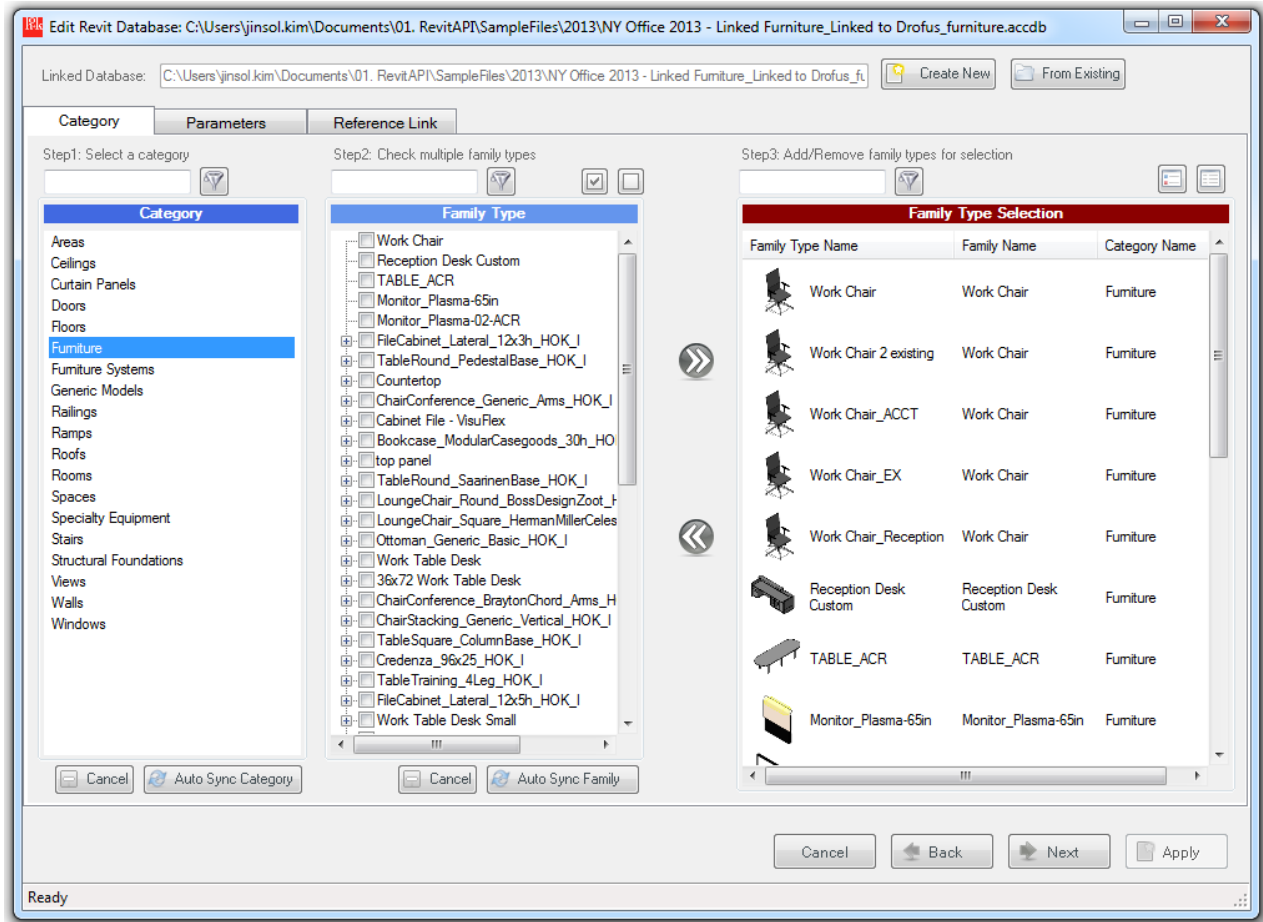 Edit Revit Database: C:\Users\jinsol.kim\Documents\01. RevitAPI\SampleFiles\2013\NY Office 2013 - Linked Furniture_Linked to Drofus_furniture.accdb
Linked Database: C:\Users\jinsol.kim\Documents\01. RevitAPI\SampleFiles\2013\NY Office 2013 - Linked Furniture_Linked to Drofus_fu Create New From Existing
Category Parameters Reference Link
Step1: Select a category
Category
Areas
Ceilings
Curtain Panels
Doors
Floors
Furniture
Furniture Systems
Generic Models
Railings
Ramps
Roofs
Rooms
Spaces
Specialty Equipment
Stairs
Structural Foundations
Views
Walls
Windows
Cancel Auto Sync Category
Step2: Check multiple family types
Family Type
Work Chair
Reception Desk Custom
TABLE_ACR
Monitor_Plasma-65in
Monitor_Plasma-02-ACR
FileCabinet_Lateral_12x3h_HOK_I
TableRound_PedestalBase_HOK_I
Countertop
ChairConference_Generic_Arms_HOK_I
Cabinet File - VisuFlex
Bookcase_ModularCasegoods_30h_HO
top panel
TableRound_SaarinenBase_HOK_I
LoungeChair_Round_BossDesignZoot_H
LoungeChair_Square_HermanMillerCeles
Ottoman_Generic_Basic_HOK_I
Work Table Desk
36x72 Work Table Desk
ChairConference_BraytonChord_Arms_H
ChairStacking_Generic_Vertical_HOK_I
TableSquare_ColumnBase_HOK_I
Credenza_96x25_HOK_I
TableTraining_4Leg_HOK_I
FileCabinet_Lateral_12x5h_HOK_I
Work Table Desk Small
Cancel Auto Sync Family
Step3: Add/Remove family types for selection
Family Type Selection
Family Type Name Family Name Category Name
Work Chair Work Chair Furniture
Work Chair 2 existing Work Chair Furniture
Work Chair_ACCT Work Chair Furniture
Work Chair_EX Work Chair Furniture
Work Chair_Reception Work Chair Furniture
Reception Desk Custom Reception Desk Custom Furniture
TABLE_ACR TABLE_ACR Furniture
Monitor_Plasma-65in Monitor_Plasma-65in Furniture
Cancel Back Next Apply
Ready